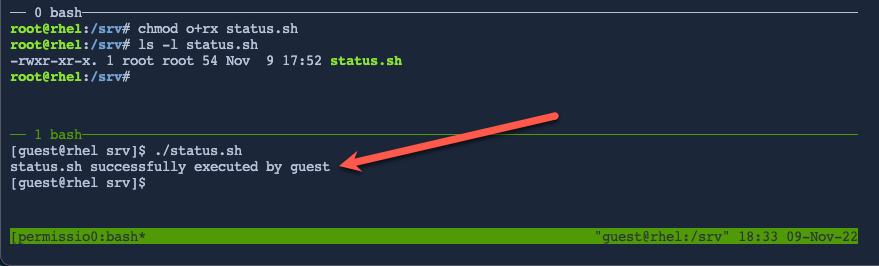 0 bash
root@rhel:/srv# chmod o+rx status.sh
root@rhel:/srv# ls -l status.sh
-rwxr-xr-x. 1 root root 54 Nov  9 17:52 status.sh
root@rhel:/srv#
1 bash
[guest@rhel srv]$ ./status.sh
status.sh successfully executed by guest
[guest@rhel srv]$
[permissio0:bash* "guest@rhel:/srv" 18:33 09-Nov-22